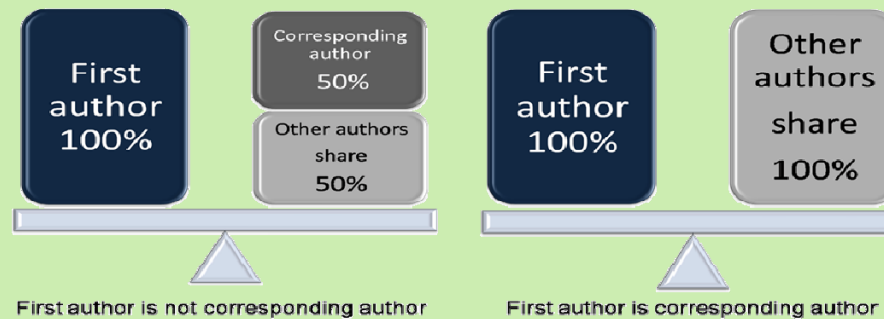 First
author
100%
Corresponding
author
50%
Other authors
share
50%
First author is not corresponding author
First
author
100%
Other
authors
share
100%
First author is corresponding author